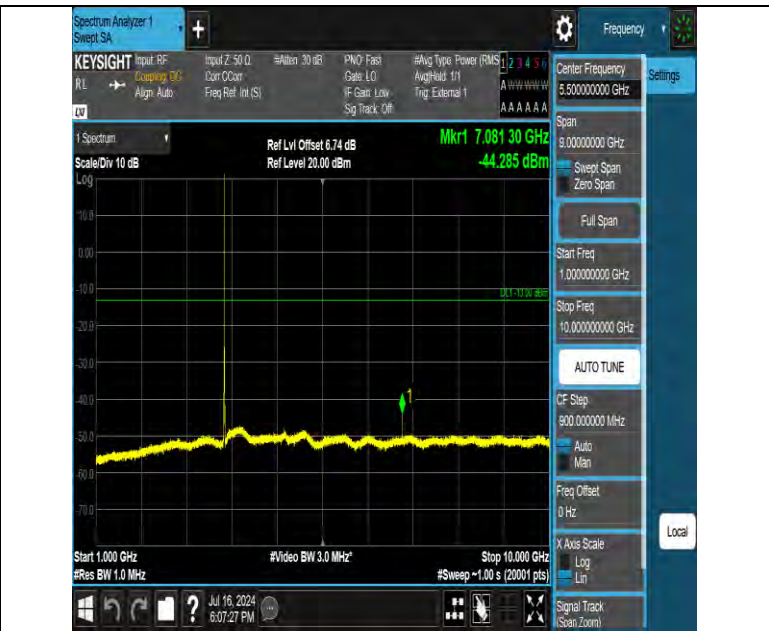 Spectrum Analyzer 1
Swept SA
Frequency
KEYSIGHT
RL
Input: RF
Coupling: DC
Align: Auto
Input Z: 50 Ω
Corr CCorr
Freq Ref: Int (S)
#Atten: 30 dB
PNO: Fast
Gate: LO
IF Gain: Low
Sig Track: Off
#Avg Type: Power (RMS
Avg|Hold: 1/1
Trig: External 1
1 2 3 4 5 6
A W W W W W
A A A A A A
1 Spectrum
Scale/Div 10 dB
Ref Lvl Offset 6.74 dB
Ref Level 20.00 dBm
Mkr1 7.081 30 GHz
-44.285 dBm
Log
10.0
0.00
-10.0
-20.0
-30.0
-40.0
-50.0
-60.0
-70.0
DL1 -13.00 dBm
1
Start 1.000 GHz
#Res BW 1.0 MHz
#Video BW 3.0 MHz*
Stop 10.000 GHz
#Sweep ~1.00 s (20001 pts)
Center Frequency
5.500000000 GHz
Settings
Span
9.00000000 GHz
Swept Span
Zero Span
Full Span
Start Freq
1.000000000 GHz
Stop Freq
10.000000000 GHz
AUTO TUNE
CF Step
900.000000 MHz
Auto
Man
Freq Offset
0 Hz
X Axis Scale
Log
Lin
Local
Signal Track
(Span Zoom)
?
Jul 16, 2024
6:07:27 PM